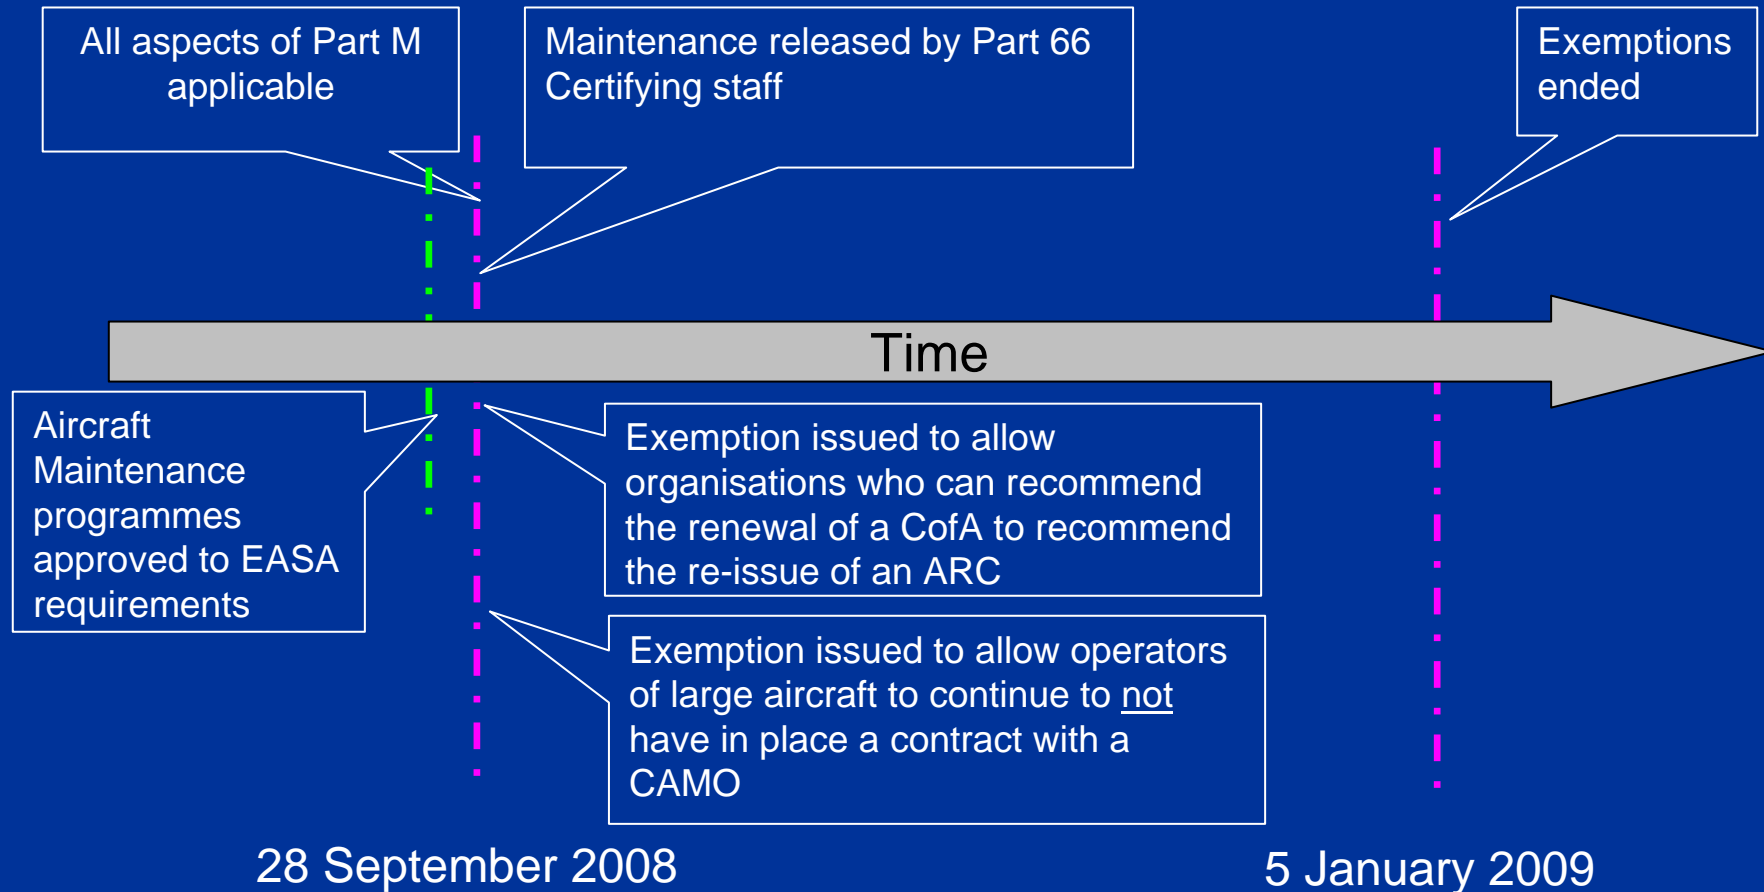 All aspects of Part M
applicable
Maintenance released by Part 66
Certifying staff
Exemptions
ended
Time
Aircraft
Maintenance
programmes
approved to EASA
requirements
Exemption issued to allow
organisations who can recommend
the renewal of a CofA to recommend
the re-issue of an ARC
Exemption issued to allow operators
of large aircraft to continue to not
have in place a contract with a
CAMO
28 September 2008
5 January 2009